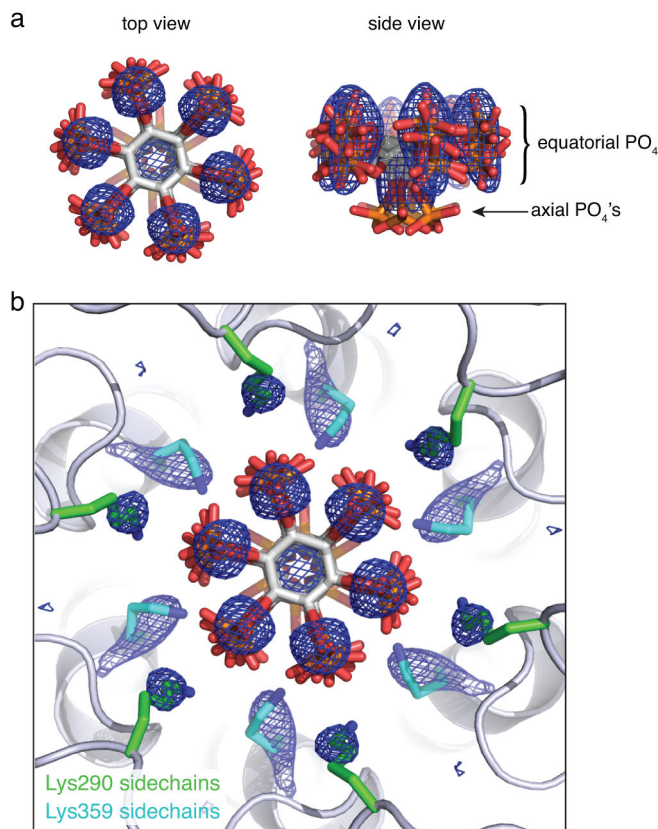 a
top view
side view
equatorial PO4
axial PO4's
b
Lys290 sidechains
Lys359 sidechains